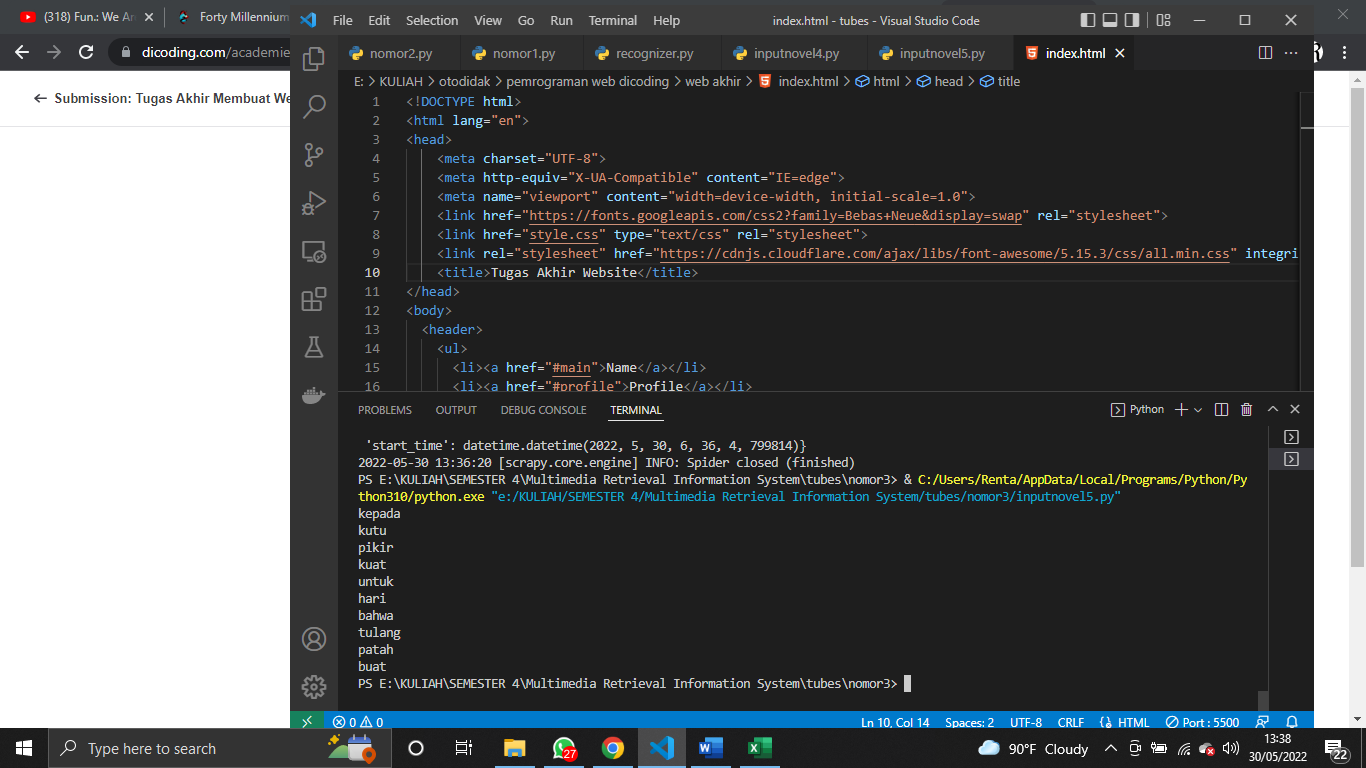 (318) Fun.: We Are
Forty Millennium
dicoding.com/academie
Submission: Tugas Akhir Membuat We
File Edit Selection View Go Run Terminal Help
index.html - tubes - Visual Studio Code
nomor2.py nomor1.py recognizer.py inputnovel4.py inputnovel5.py index.html
E: > KULIAH > otodidak > pemrograman web dicoding > web akhir > index.html > html > head > title
1 <!DOCTYPE html>
2 <html lang="en">
3 <head>
4 <meta charset="UTF-8">
5 <meta http-equiv="X-UA-Compatible" content="IE=edge">
6 <meta name="viewport" content="width=device-width, initial-scale=1.0">
7 <link href="https://fonts.googleapis.com/css2?family=Bebas+Neue&display=swap" rel="stylesheet">
8 <link href="style.css" type="text/css" rel="stylesheet">
9 <link rel="stylesheet" href="https://cdnjs.cloudflare.com/ajax/libs/font-awesome/5.15.3/css/all.min.css" integri
10 <title>Tugas Akhir Website</title>
11 </head>
12 <body>
13 <header>
14 <ul>
15 <li><a href="#main">Name</a></li>
16 <li><a href="#profile">Profile</a></li>
PROBLEMS OUTPUT DEBUG CONSOLE TERMINAL
Python
'start_time': datetime.datetime(2022, 5, 30, 6, 36, 4, 799814)}
2022-05-30 13:36:20 [scrapy.core.engine] INFO: Spider closed (finished)
PS E:\KULIAH\SEMESTER 4\Multimedia Retrieval Information System\tubes\nomor3> & C:/Users/Renta/AppData/Local/Programs/Python/Py
thon310/python.exe "e:/KULIAH/SEMESTER 4/Multimedia Retrieval Information System/tubes/nomor3/inputnovel5.py"
kepada
kutu
pikir
kuat
untuk
hari
bahwa
tulang
patah
buat
PS E:\KULIAH\SEMESTER 4\Multimedia Retrieval Information System\tubes\nomor3>
0 0
Ln 10, Col 14 Spaces: 2 UTF-8 CRLF HTML Port : 5500
Type here to search
27
90°F Cloudy
13:38
30/05/2022
22